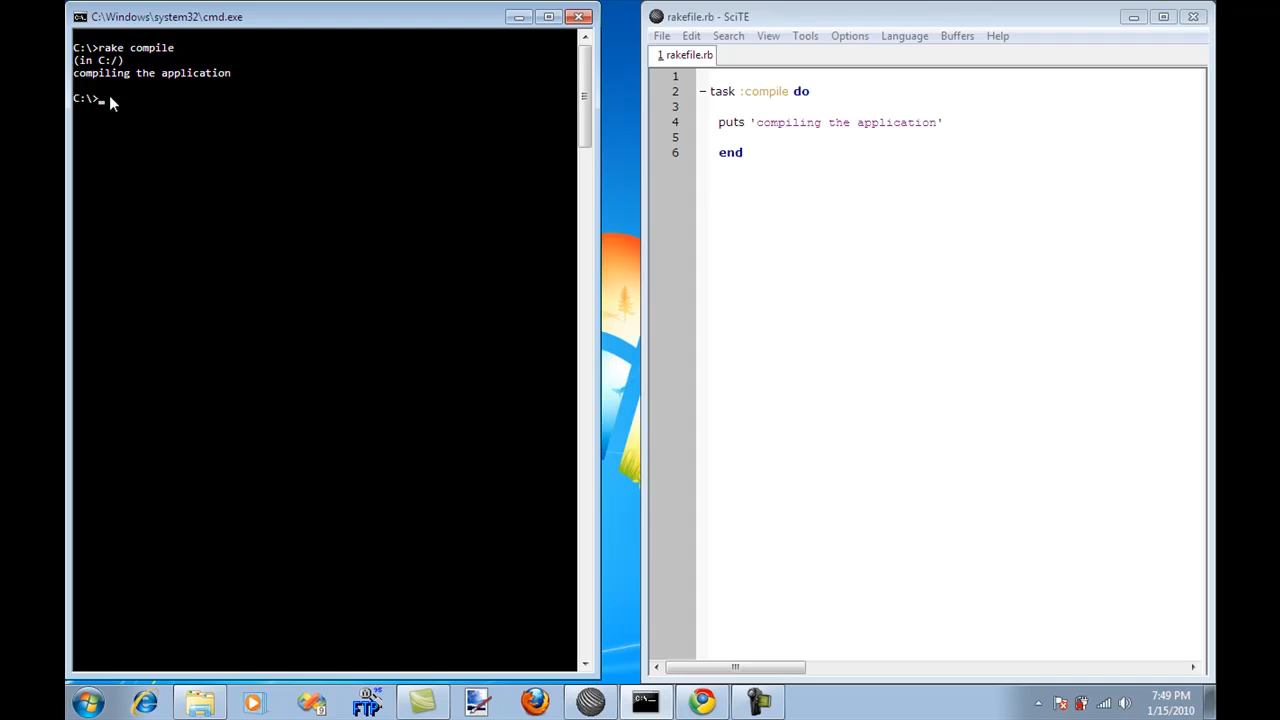 C:\Windows\system32\cmd.exe
C:\>rake compile
(in C:/)
compiling the application
C:\>_
rakefile.rb - SciTE
File Edit Search View Tools Options Language Buffers Help
1 rakefile.rb
1
2 task :compile do
3
4 puts 'compiling the application'
5
6 end
FTP
7:49 PM
1/15/2010